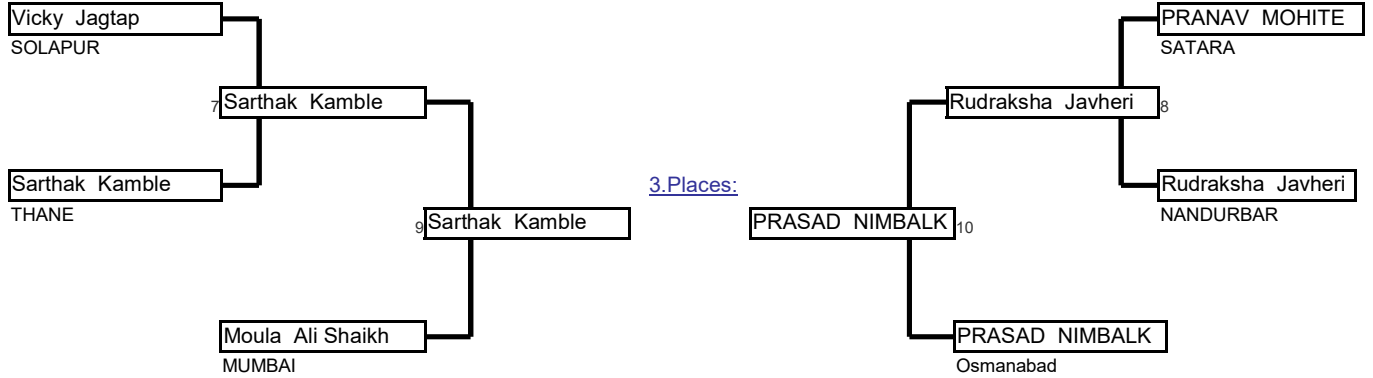 Vicky Jagtap
SOLAPUR
7 Sarthak Kamble
Sarthak Kamble
THANE
9 Sarthak Kamble
Moula Ali Shaikh
MUMBAI
3.Places:
PRANAV MOHITE
SATARA
Rudraksha Javheri 8
Rudraksha Javheri
NANDURBAR
PRASAD NIMBALK 10
PRASAD NIMBALK
Osmanabad